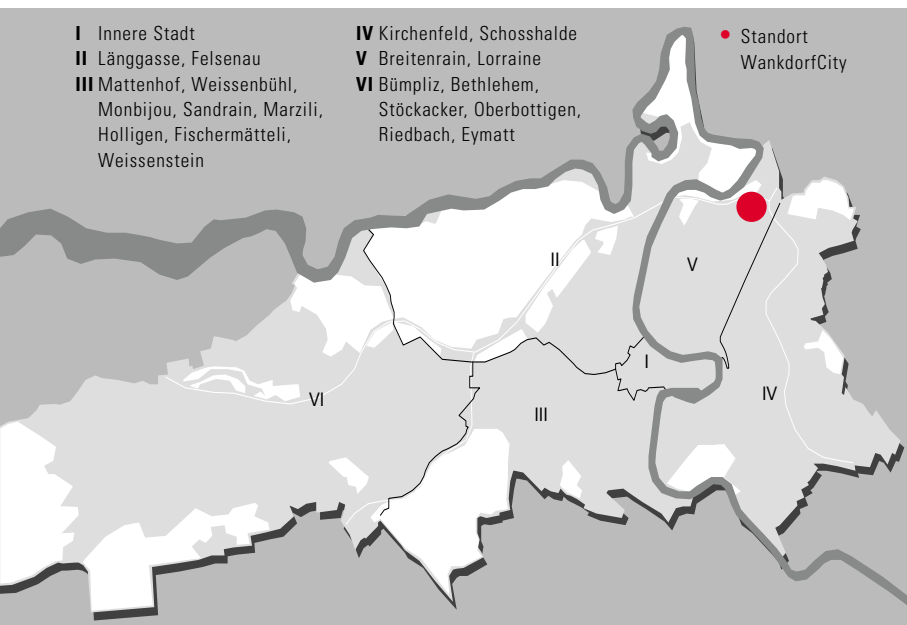 I Innere Stadt
II Länggasse, Felsenau
III Mattenhof, Weissenbühl,
Monbijou, Sandrain, Marzili,
Holligen, Fischermätteli,
Weissenstein
IV Kirchenfeld, Schosshalde
V Breitenrain, Lorraine
VI Bümpliz, Bethlehem,
Stöckacker, Oberbottigen,
Riedbach, Eymatt
Standort
WankdorfCity
II
V
I
VI
III
IV